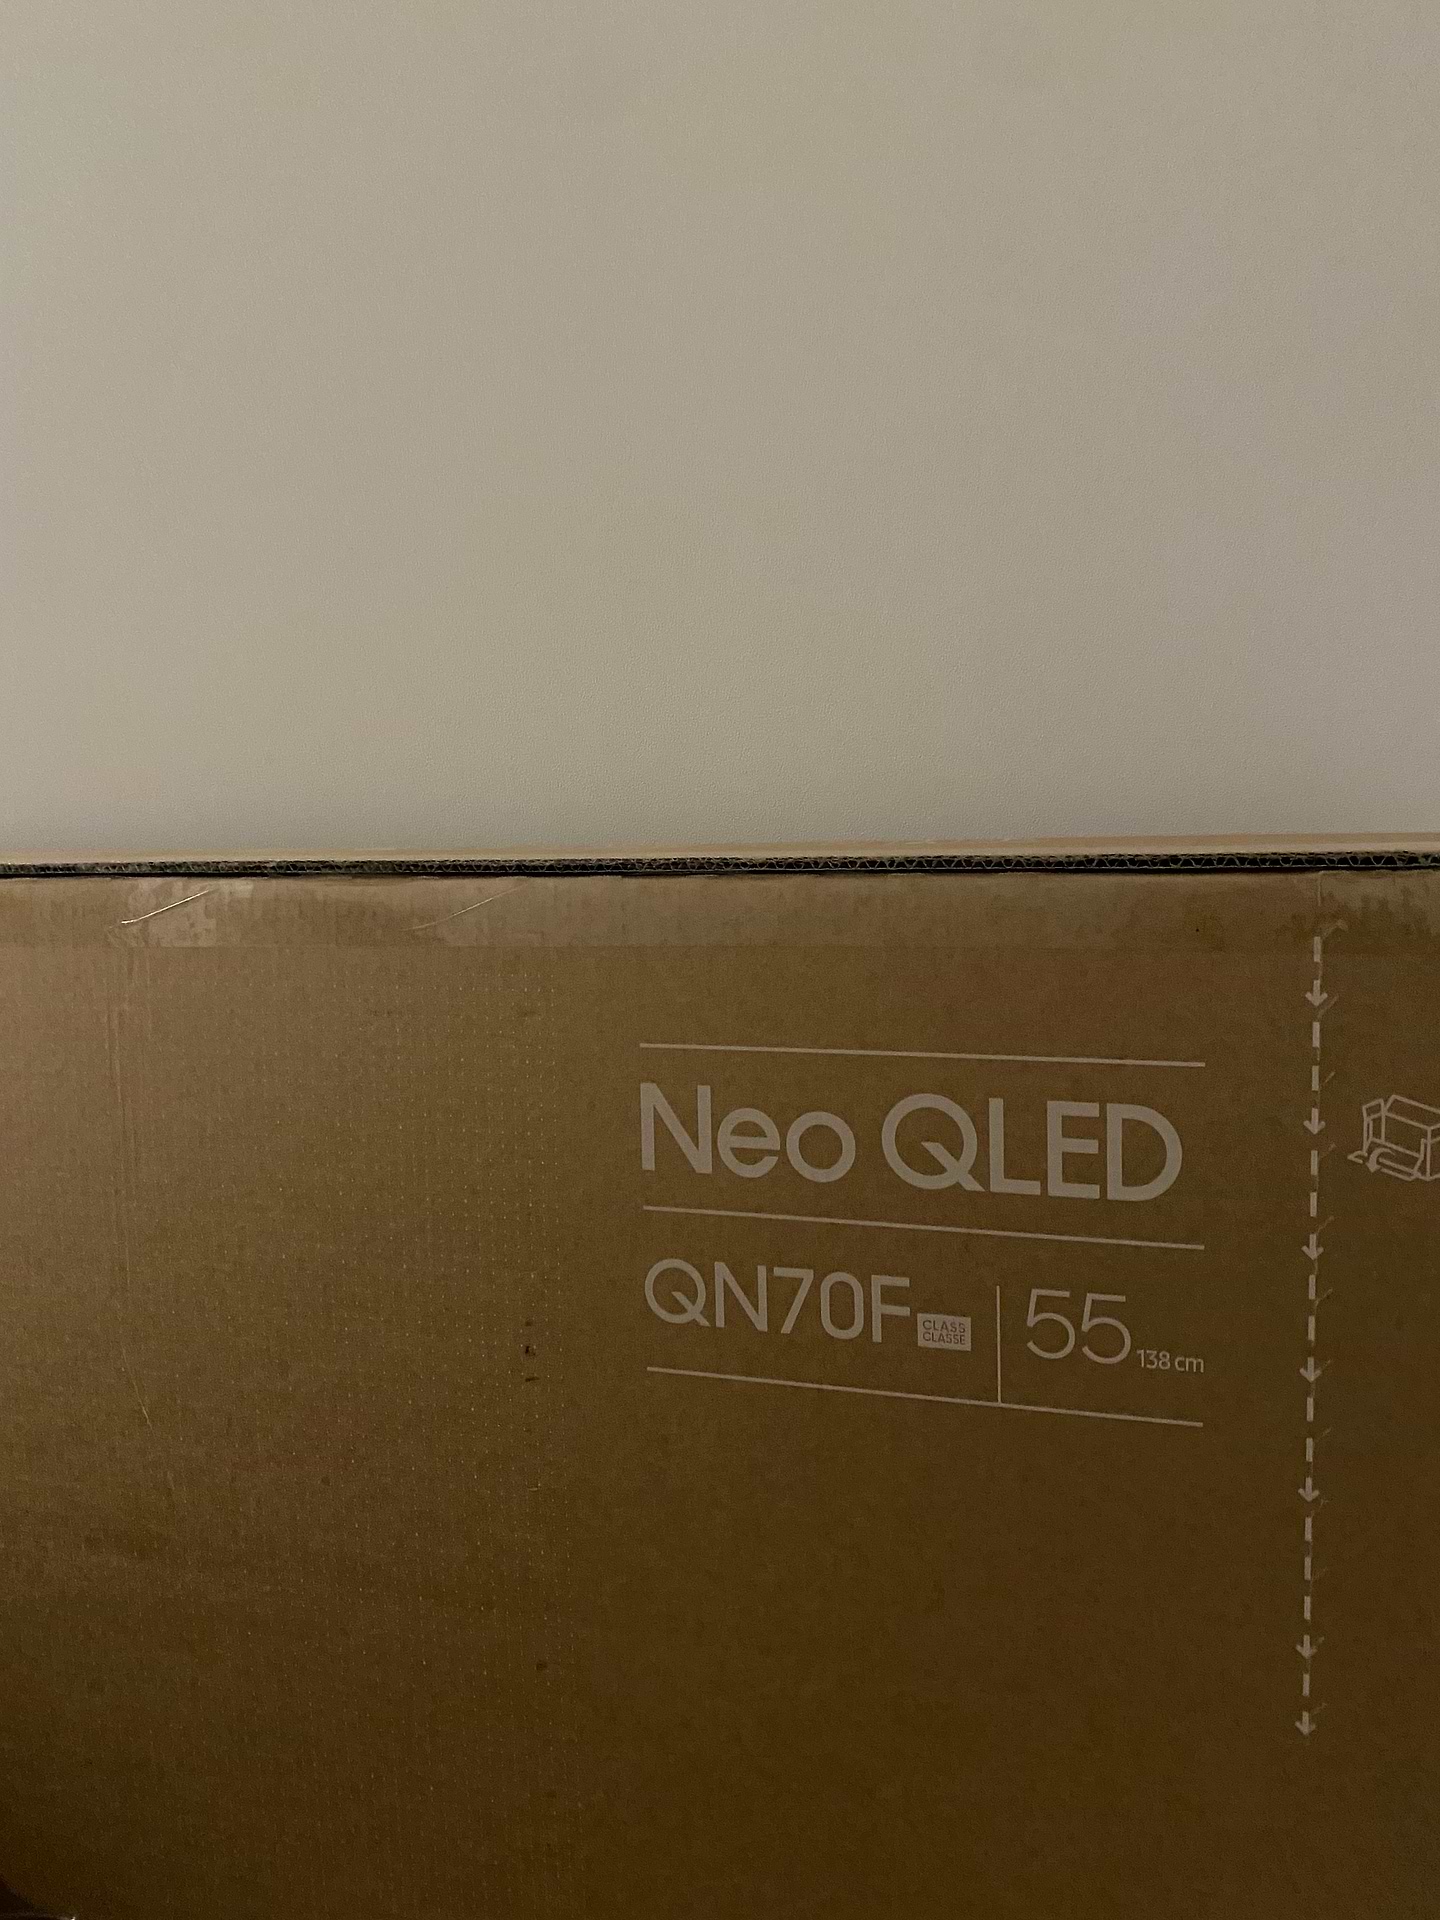 Neo QLED
QN70F CLASS 55 138 cm
CLASSE